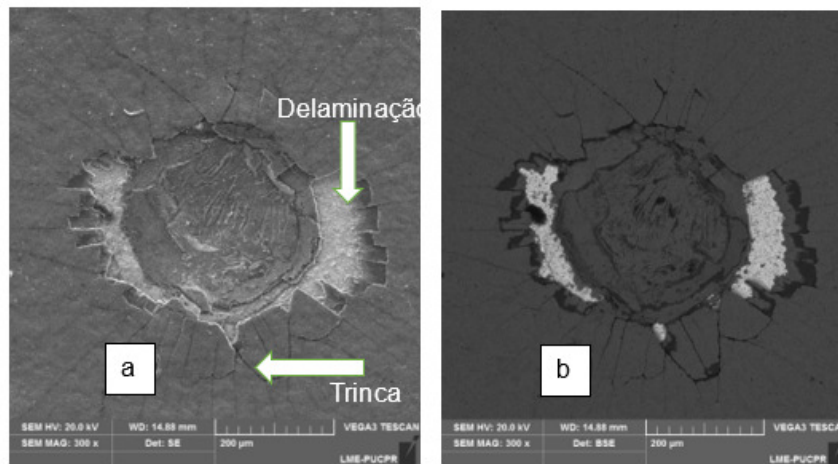 Delaminação
Trinca
a
SEM HV: 20.0 kV
WD: 14.88 mm
VEGA3 TESCAN
SEM MAG: 300 x
Det: SE
200 µm
LME-PUCPR
b
SEM HV: 20.0 kV
WD: 14.88 mm
VEGA3 TESCA
SEM MAG: 300 x
Det: BSE
200 µm
LME-PUCPR